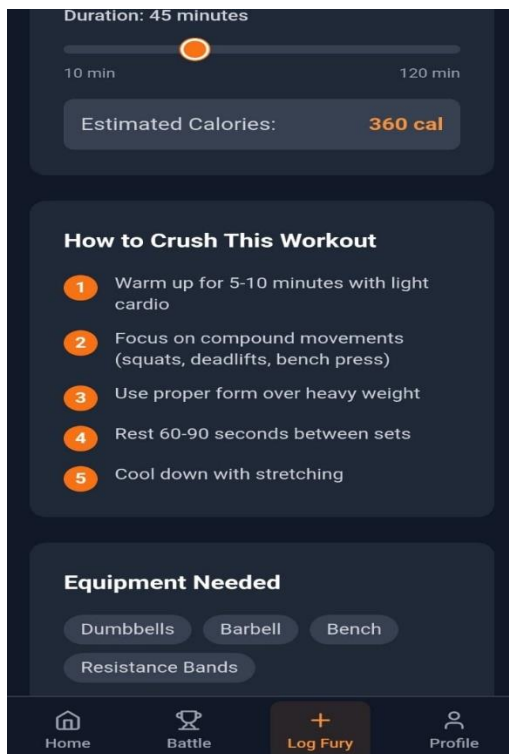 Duration: 45 minutes
10 min 120 min
Estimated Calories: 360 cal
How to Crush This Workout
1 Warm up for 5-10 minutes with light
cardio
2 Focus on compound movements
(squats, deadlifts, bench press)
3 Use proper form over heavy weight
4 Rest 60-90 seconds between sets
5 Cool down with stretching
Equipment Needed
Dumbbells Barbell Bench
Resistance Bands
Home Battle Log Fury Profile